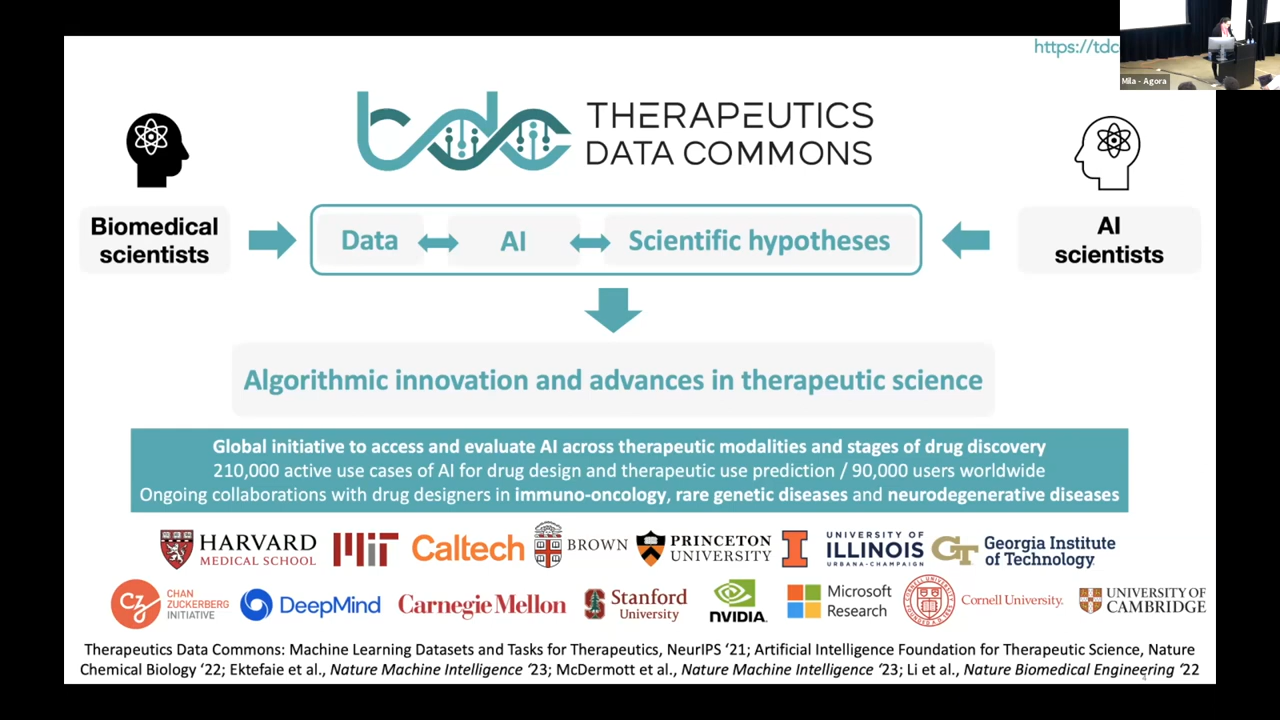 https://tdc
Mila - Agora
tdc THERAPEUTICS
DATA COMMONS
Biomedical
scientists
Data
AI
Scientific hypotheses
AI
scientists
Algorithmic innovation and advances in therapeutic science
Global initiative to access and evaluate AI across therapeutic modalities and stages of drug discovery
210,000 active use cases of AI for drug design and therapeutic use prediction / 90,000 users worldwide
Ongoing collaborations with drug designers in immuno-oncology, rare genetic diseases and neurodegenerative diseases
HARVARD
MEDICAL SCHOOL
MIT
Caltech
BROWN
PRINCETON
UNIVERSITY
I
UNIVERSITY OF
ILLINOIS
URBANA-CHAMPAIGN
GT
Georgia Institute
of Technology
CZ
CHAN
ZUCKERBERG
INITIATIVE
DeepMind
Carnegie Mellon
Stanford
University
NVIDIA.
Microsoft
Research
Cornell University.
UNIVERSITY OF
CAMBRIDGE
Therapeutics Data Commons: Machine Learning Datasets and Tasks for Therapeutics, NeurIPS ‘21; Artificial Intelligence Foundation for Therapeutic Science, Nature
Chemical Biology ‘22; Ektefaie et al., Nature Machine Intelligence ‘23; McDermott et al., Nature Machine Intelligence ‘23; Li et al., Nature Biomedical Engineering ‘22